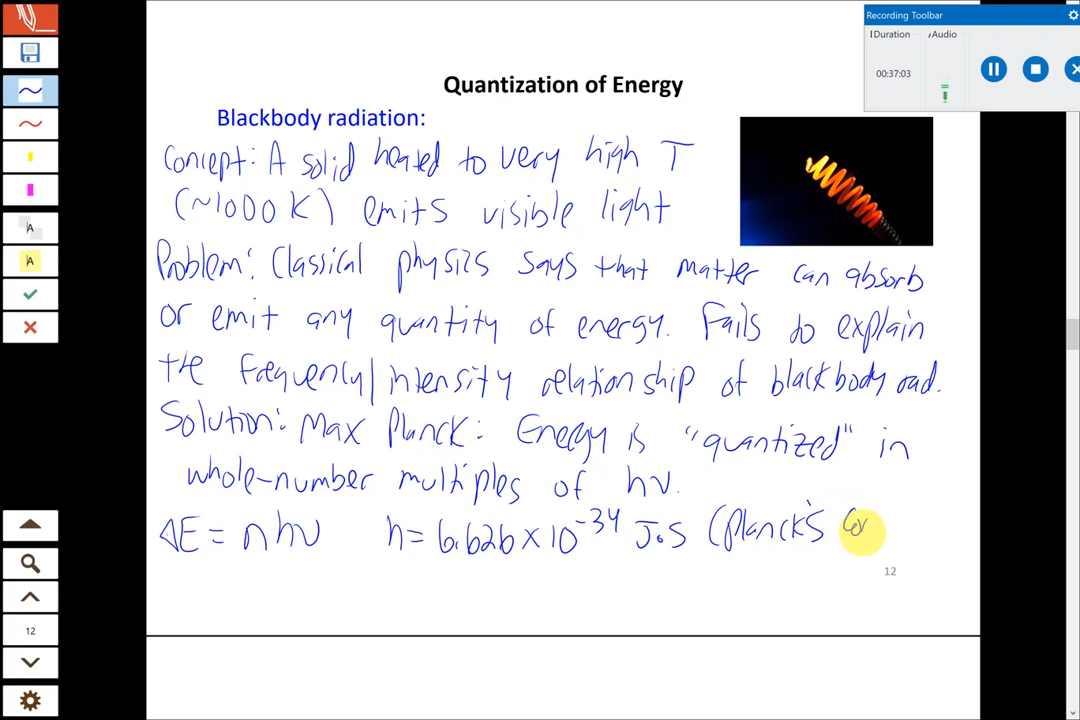 Recording Toolbar
Duration
Audio
00:37:03
Quantization of Energy
Blackbody radiation:
Concept: A solid heated to very high T
(~1000 K) emits visible light
Problem: Classical physics says that matter can absorb
or emit any quantity of energy. Fails to explain
the frequency/intensity relationship of blackbody rad.
Solution: Max Planck: Energy is "quantized" in
whole-number multiples of hν.
ΔE = nhν h = 6.626 × 10⁻³⁴ J·s (Planck's co
12
A
A
12